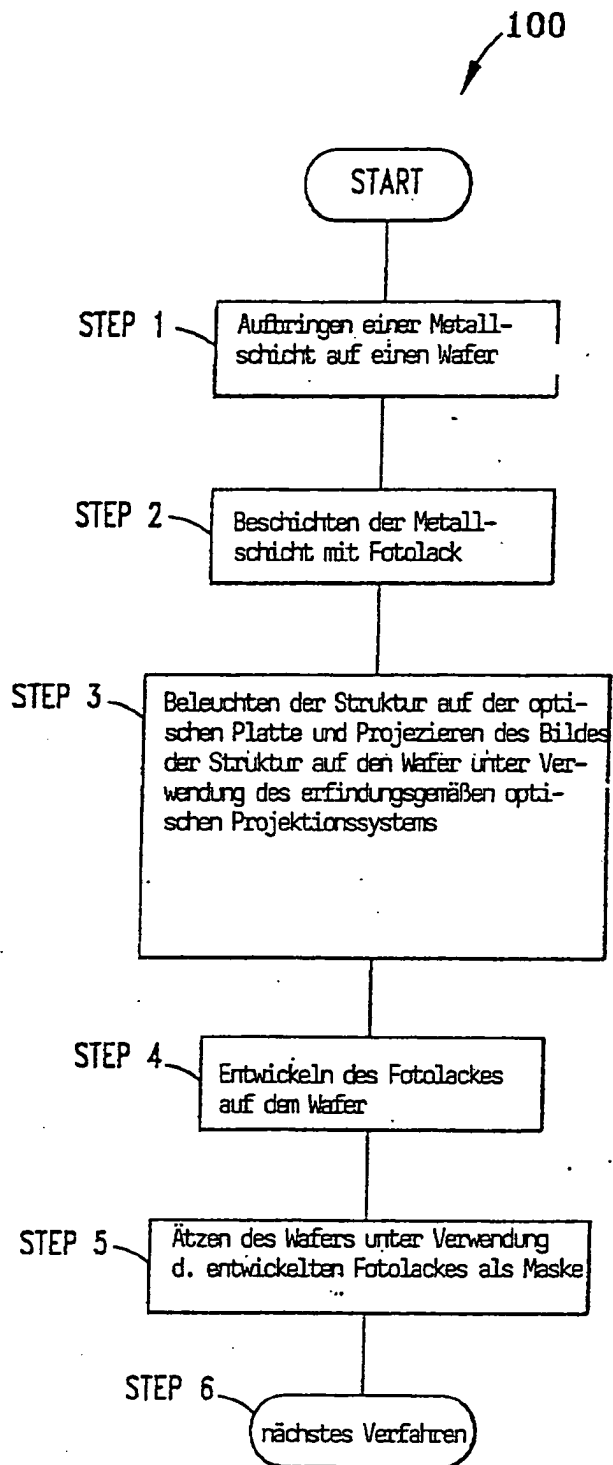 100
START
STEP 1
Aufbringen einer Metall-
schicht auf einen Wafer
STEP 2
Beschichten der Metall-
schicht mit Fotolack
STEP 3
Beleuchten der Struktur auf der opti-
schen Platte und Projezieren des Bildes
der Struktur auf den Wafer unter Ver-
wendung des erfindungsgemäßen opti-
schen Projektionssystems
STEP 4
Entwickeln des Fotolackes
auf dem Wafer
STEP 5
Ätzen des Wafers unter Verwendung
d. entwickelten Fotolackes als Maske
STEP 6
nächstes Verfahren